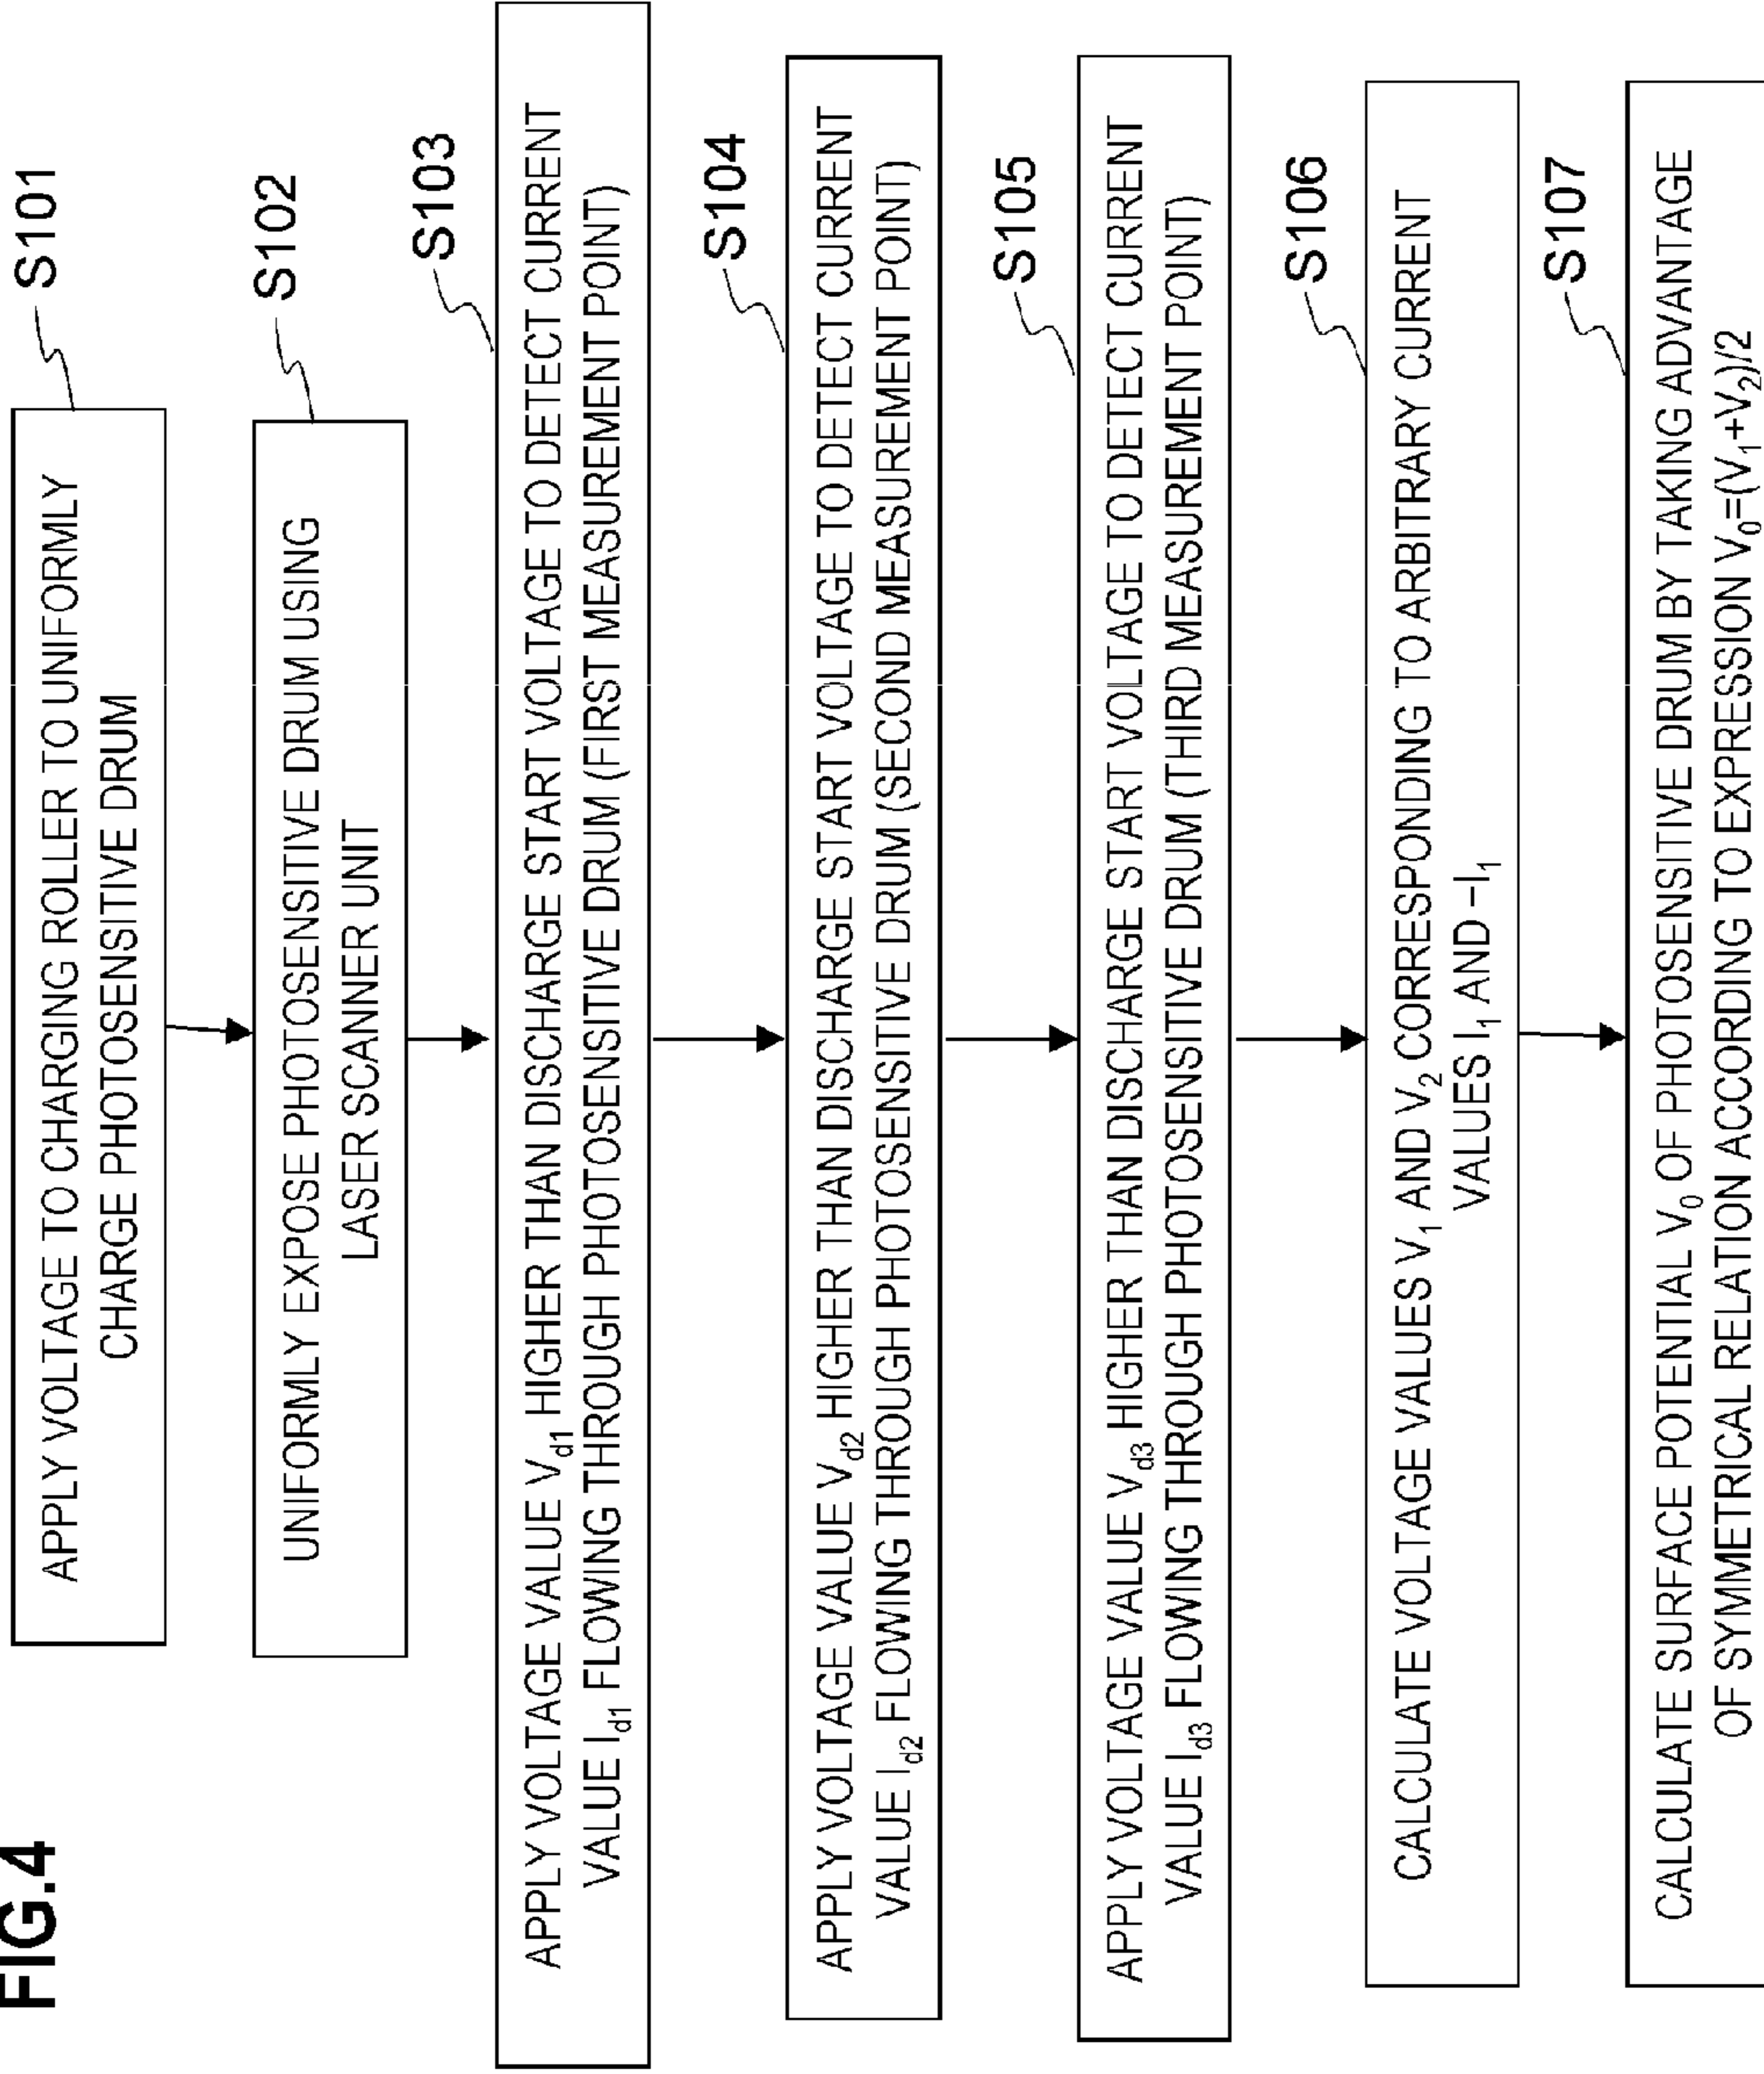 FIG.4
S101
APPLY VOLTAGE TO CHARGING ROLLER TO UNIFORMLY
CHARGE PHOTOSENSITIVE DRUM
S102
UNIFORMLY EXPOSE PHOTOSENSITIVE DRUM USING
LASER SCANNER UNIT
S103
APPLY VOLTAGE VALUE Vd1 HIGHER THAN DISCHARGE START VOLTAGE TO DETECT CURRENT
VALUE Id1 FLOWING THROUGH PHOTOSENSITIVE DRUM (FIRST MEASUREMENT POINT)
S104
APPLY VOLTAGE VALUE Vd2 HIGHER THAN DISCHARGE START VOLTAGE TO DETECT CURRENT
VALUE Id2 FLOWING THROUGH PHOTOSENSITIVE DRUM (SECOND MEASUREMENT POINT)
S105
APPLY VOLTAGE VALUE Vd3 HIGHER THAN DISCHARGE START VOLTAGE TO DETECT CURRENT
VALUE Id3 FLOWING THROUGH PHOTOSENSITIVE DRUM (THIRD MEASUREMENT POINT)
S106
CALCULATE VOLTAGE VALUES V1 AND V2 CORRESPONDING TO ARBITRARY CURRENT
VALUES I1 AND −I1
S107
CALCULATE SURFACE POTENTIAL V0 OF PHOTOSENSITIVE DRUM BY TAKING ADVANTAGE
OF SYMMETRICAL RELATION ACCORDING TO EXPRESSION V0=(V1+V2)/2